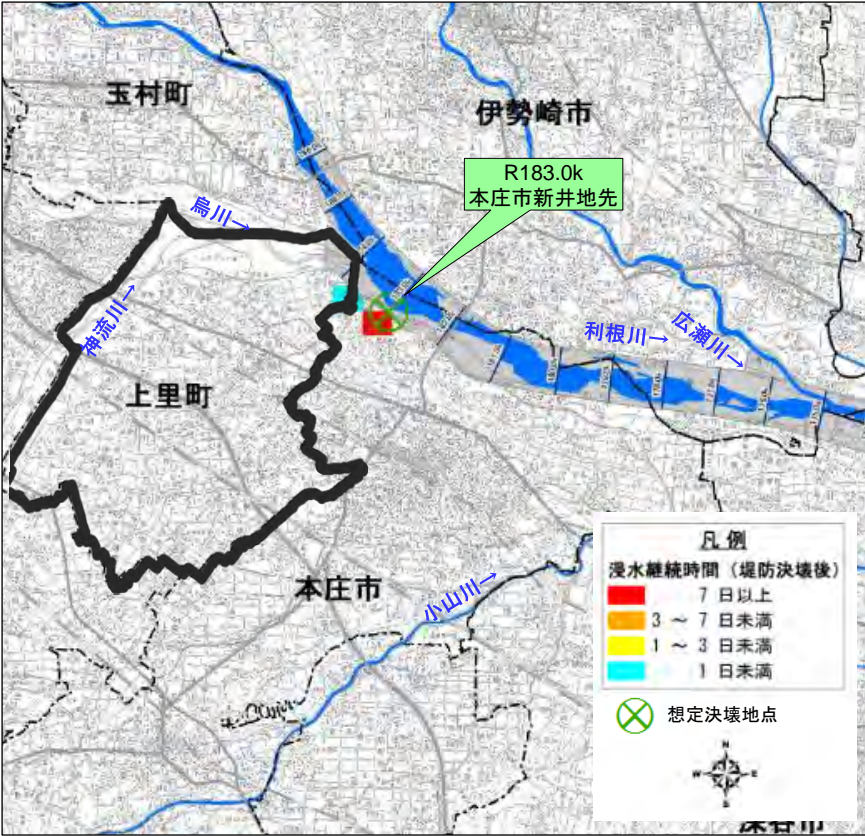 玉村町
伊勢崎市
R183.0k
本庄市新井地先
烏川→
神流川→
利根川→
広瀬川→
上里町
本庄市
小山川→
凡例
浸水継続時間（堤防決壊後）
7 日以上
3 ～ 7 日未満
1 ～ 3 日未満
1 日未満
想定決壊地点
N
W
E
S
深谷市